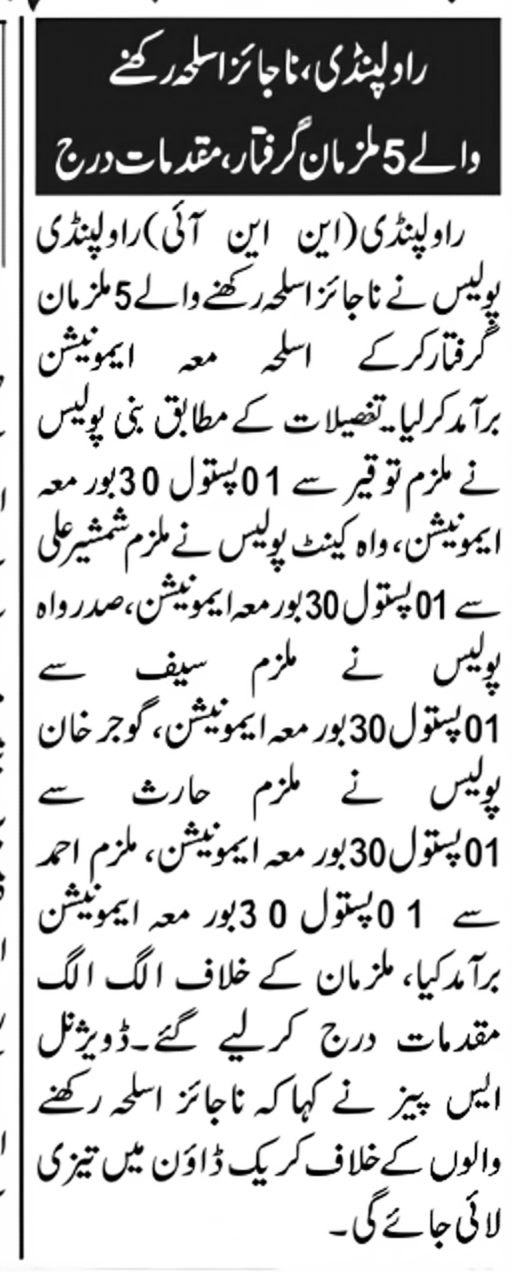 راولپنڈی، ناجائز اسلحہ رکھنے
والے 5 ملزمان گرفتار، مقدمات درج
راولپنڈی (این این آئی) راولپنڈی
پولیس نے ناجائز اسلحہ رکھنے والے 5 ملزمان
گرفتار کرکے اسلحہ معہ ایمونیشن
برآمد کرلیا۔ تفصیلات کے مطابق بنی پولیس
نے ملزم توقیر سے 01 پستول 30 بور معہ
ایمونیشن، واہ کینٹ پولیس نے ملزم شمشیر علی
سے 01 پستول 30 بور معہ ایمونیشن، صدر واہ
پولیس نے ملزم سیف سے
01 پستول 30 بور معہ ایمونیشن، گوجر خان
پولیس نے ملزم حارث سے
01 پستول 30 بور معہ ایمونیشن، ملزم احمد
سے 01 پستول 30 بور معہ ایمونیشن
برآمد کیا، ملزمان کے خلاف الگ الگ
مقدمات درج کر لیے گئے۔ ڈویژنل
ایس پیز نے کہا کہ ناجائز اسلحہ رکھنے
والوں کے خلاف کریک ڈاؤن میں تیزی
لائی جائے گی۔